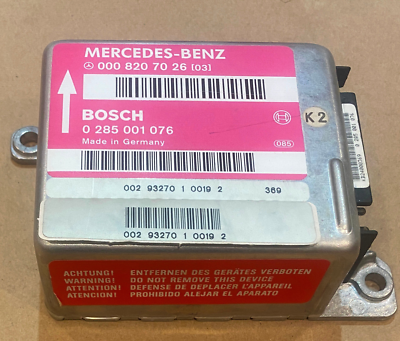 MERCEDES-BENZ
000 820 70 26 [03]
BOSCH
0 285 001 076
Made in Germany
085
K2
002 93270 1 0019 2 369
002 93270 1 0019 2
ACHTUNG! ENTFERNEN DES GERÄTES VERBOTEN
WARNING! DO NOT REMOVE THIS DEVICE
ATTENTION! DEFENSE DE DEPLACER L'APPAREIL
ATENCION! PROHIBIDO ALEJAR EL APARATO